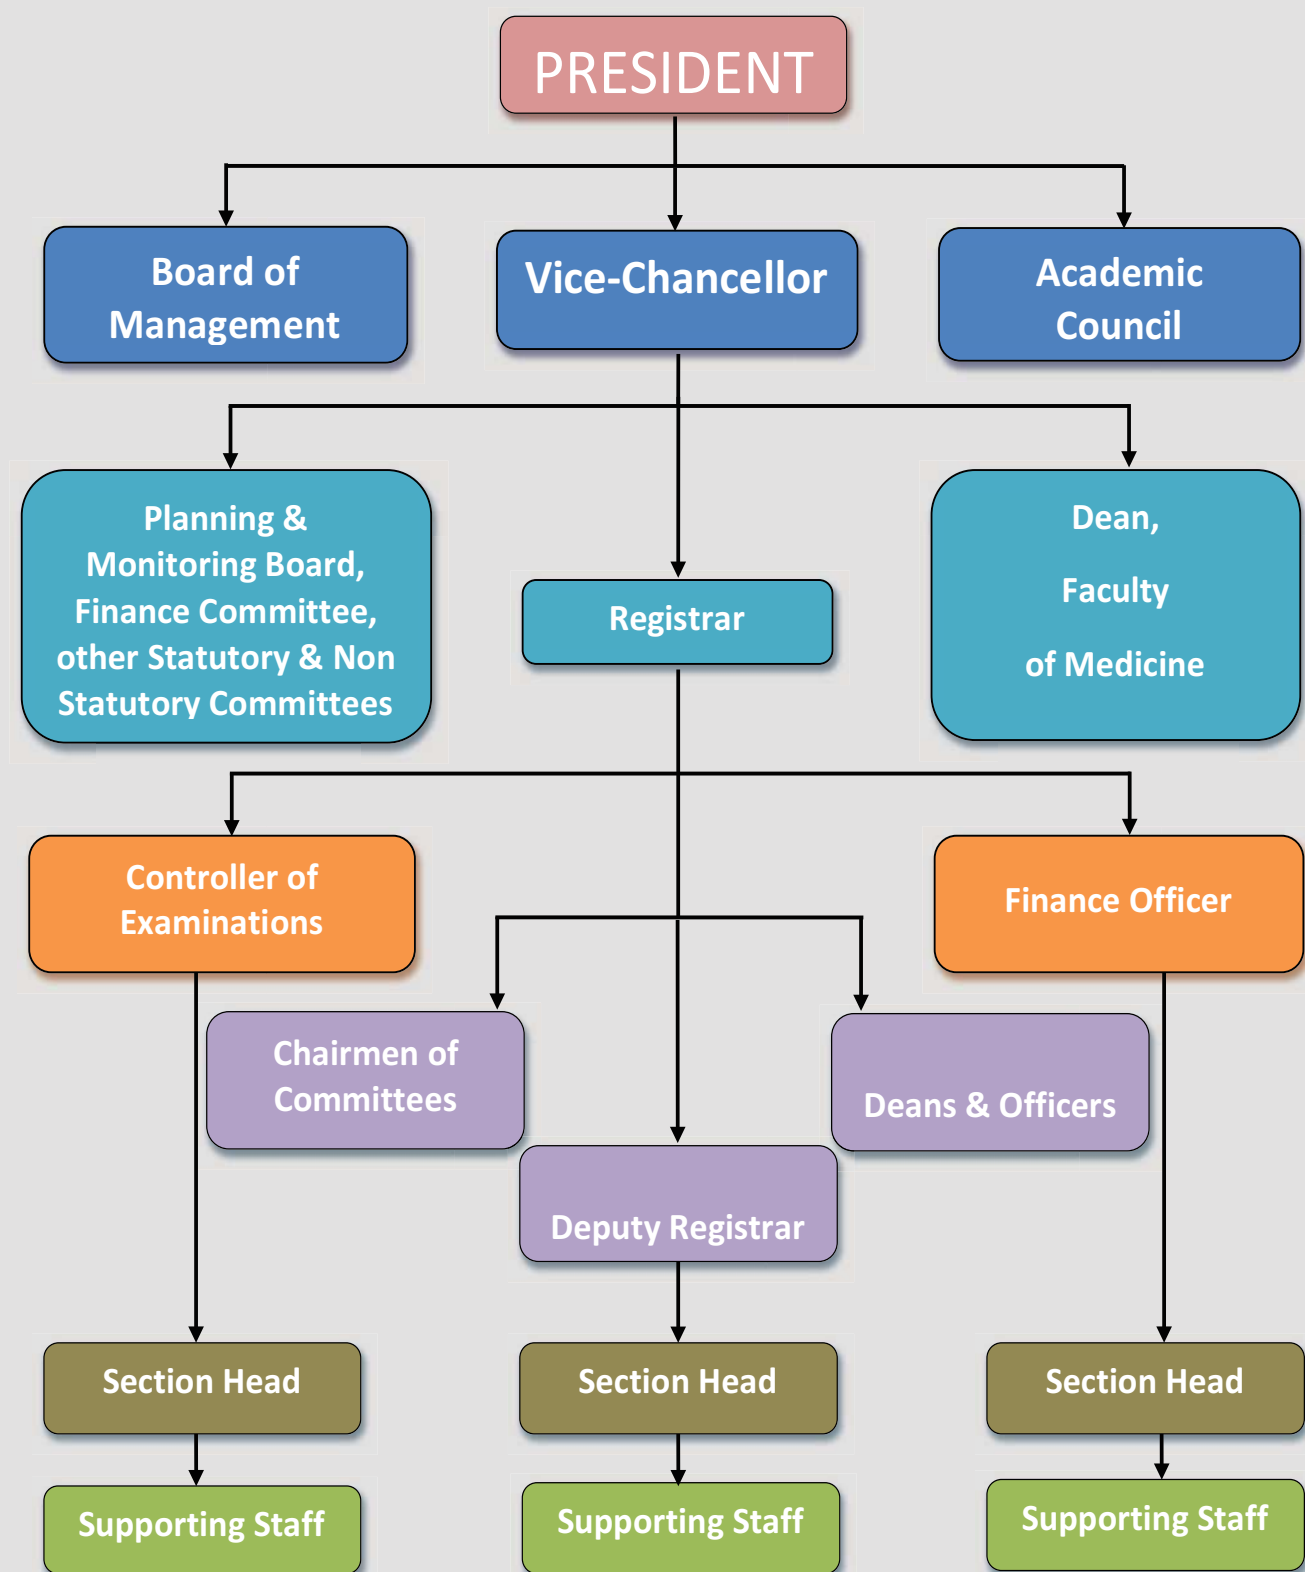 PRESIDENT
Board of
Management
Vice-Chancellor
Academic
Council
Planning &
Monitoring Board,
Finance Committee,
other Statutory & Non
Statutory Committees
Registrar
Dean,
Faculty
of Medicine
Controller of
Examinations
Finance Officer
Chairmen of
Committees
Deans & Officers
Deputy Registrar
Section Head
Section Head
Section Head
Supporting Staff
Supporting Staff
Supporting Staff